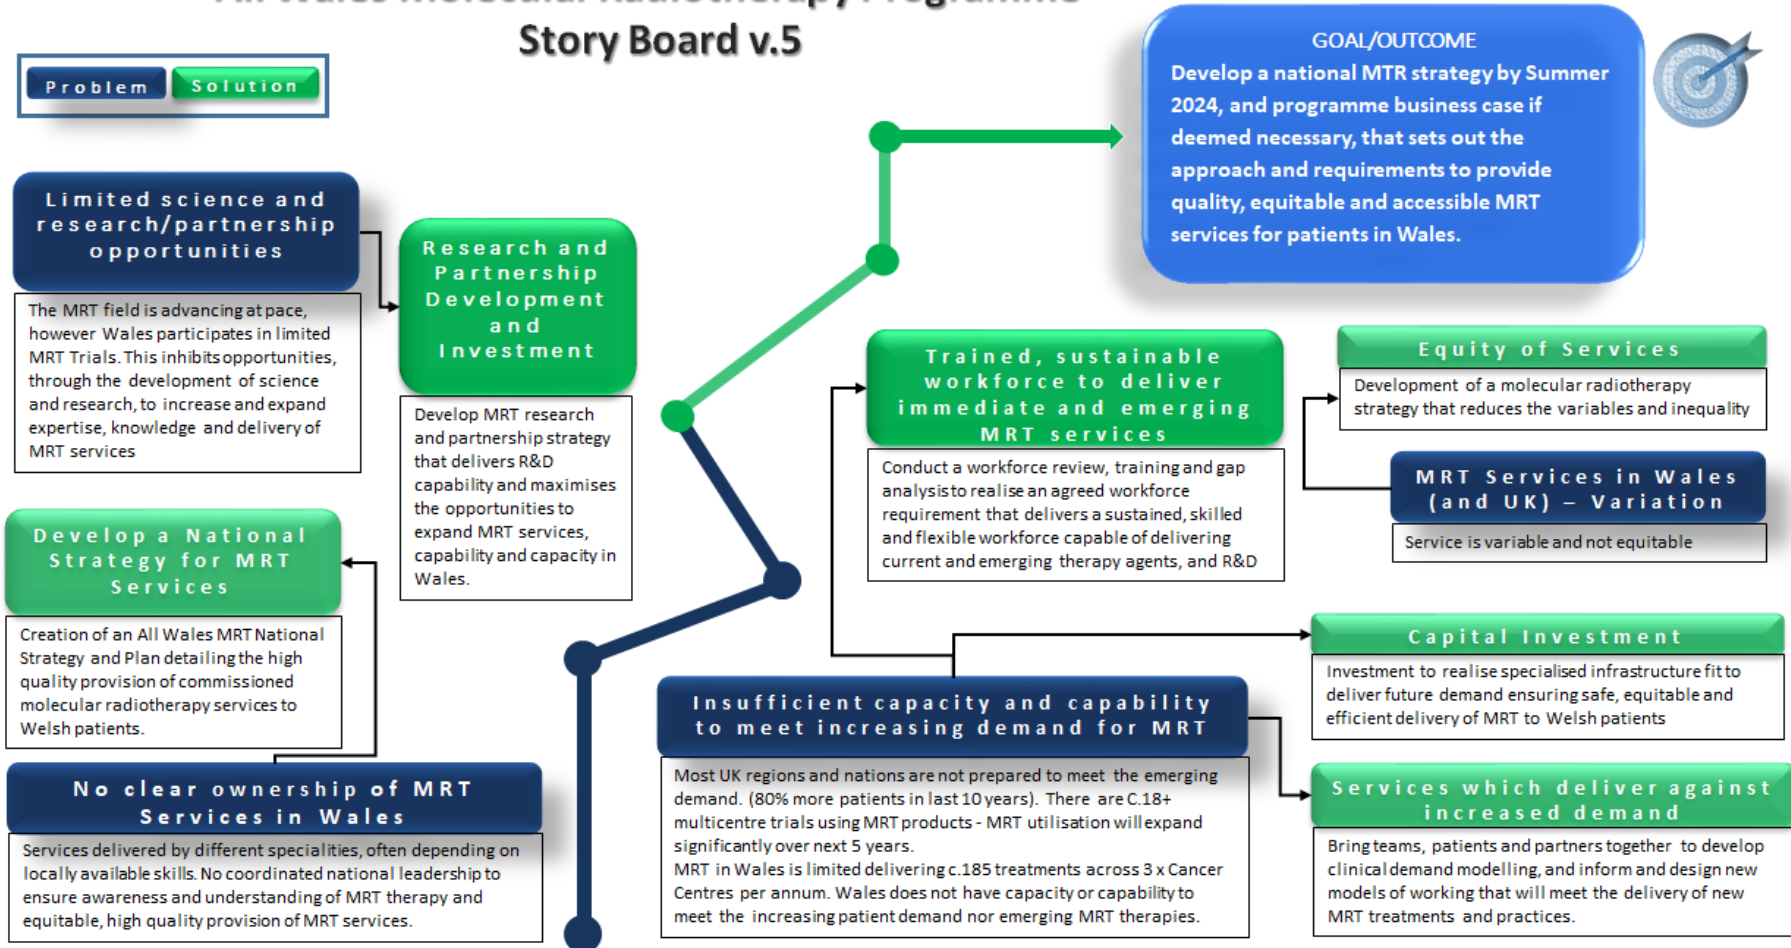 All Wales Molecular Radiotherapy Programme
Story Board v.5
Problem
Solution
GOAL/OUTCOME
Develop a national MTR strategy by Summer
2024, and programme business case if
deemed necessary, that sets out the
approach and requirements to provide
quality, equitable and accessible MRT
services for patients in Wales.
Limited science and
research/partnership
opportunities
The MRT field is advancing at pace,
however Wales participates in limited
MRT Trials. This inhibits opportunities,
through the development of science
and research, to increase and expand
expertise, knowledge and delivery of
MRT services
Research and
Partnership
Development
and
Investment
Develop MRT research
and partnership strategy
that delivers R&D
capability and maximises
the opportunities to
expand MRT services,
capability and capacity in
Wales.
Develop a National
Strategy for MRT
Services
Creation of an All Wales MRT National
Strategy and Plan detailing the high
quality provision of commissioned
molecular radiotherapy services to
Welsh patients.
No clear ownership of MRT
Services in Wales
Services delivered by different specialities, often depending on
locally available skills. No coordinated national leadership to
ensure awareness and understanding of MRT therapy and
equitable, high quality provision of MRT services.
Trained, sustainable
workforce to deliver
immediate and emerging
MRT services
Conduct a workforce review, training and gap
analysis to realise an agreed workforce
requirement that delivers a sustained, skilled
and flexible workforce capable of delivering
current and emerging therapy agents, and R&D
Equity of Services
Development of a molecular radiotherapy
strategy that reduces the variables and inequality
MRT Services in Wales
(and UK) – Variation
Service is variable and not equitable
Insufficient capacity and capability
to meet increasing demand for MRT
Most UK regions and nations are not prepared to meet the emerging
demand. (80% more patients in last 10 years). There are C.18+
multicentre trials using MRT products - MRT utilisation will expand
significantly over next 5 years.
MRT in Wales is limited delivering c.185 treatments across 3 x Cancer
Centres per annum. Wales does not have capacity or capability to
meet the increasing patient demand nor emerging MRT therapies.
Capital Investment
Investment to realise specialised infrastructure fit to
deliver future demand ensuring safe, equitable and
efficient delivery of MRT to Welsh patients
Services which deliver against
increased demand
Bring teams, patients and partners together to develop
clinical demand modelling, and inform and design new
models of working that will meet the delivery of new
MRT treatments and practices.